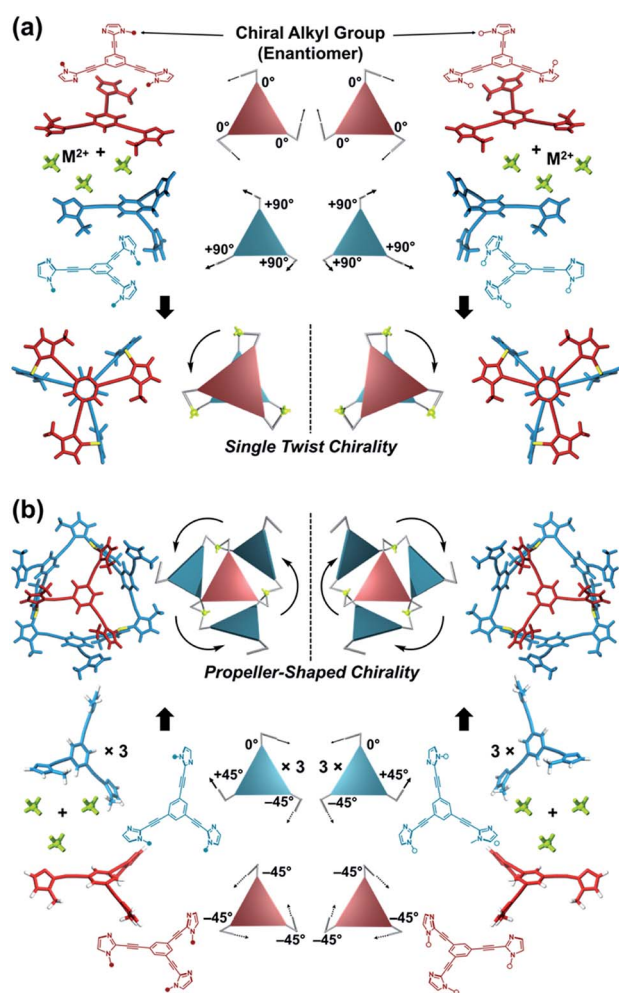 (a)
Chiral Alkyl Group
(Enantiomer)
N
N
N
N
N
N
N
N
N
N
N
N
0°
0°
0°
0°
0°
0°
M2+ +
+ M2+
+90°
+90°
+90°
+90°
+90°
+90°
N
N
N
N
N
N
N
N
N
N
N
N
Single Twist Chirality
(b)
Propeller-Shaped Chirality
× 3
0°
× 3
3 ×
0°
3 ×
+45°
–45°
+45°
–45°
+
+
N
N
N
N
N
N
N
N
N
N
N
N
–45°
–45°
–45°
–45°
–45°
–45°
N
N
N
N
N
N
N
N
N
N
N
N